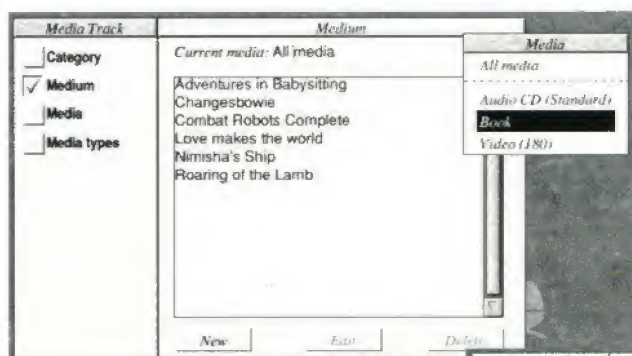 Media Track
Category
Medium
Media
Media types
Medium
Current media: All media
Adventures in Babysitting
Changesbowie
Combat Robots Complete
Love makes the world
Nimisha's Ship
Roaring of the Lamb
New
Edit
Delete
Media
All media
Audio CD (Standard)
Book
Video (180)